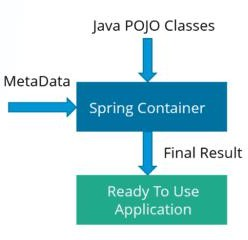 Java POJO Classes
MetaData
Spring Container
Final Result
Ready To Use
Application